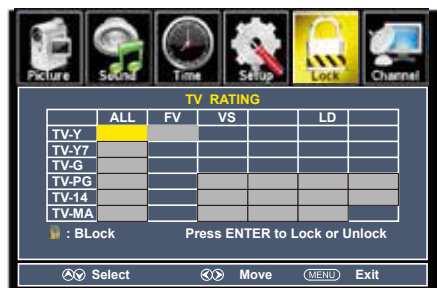 Picture Sound Time Setup Lock Channel
TV RATING
ALL FV VS LD
TV-Y
TV-Y7
TV-G
TV-PG
TV-14
TV-MA
: BLock Press ENTER to Lock or Unlock
Select Move MENU Exit